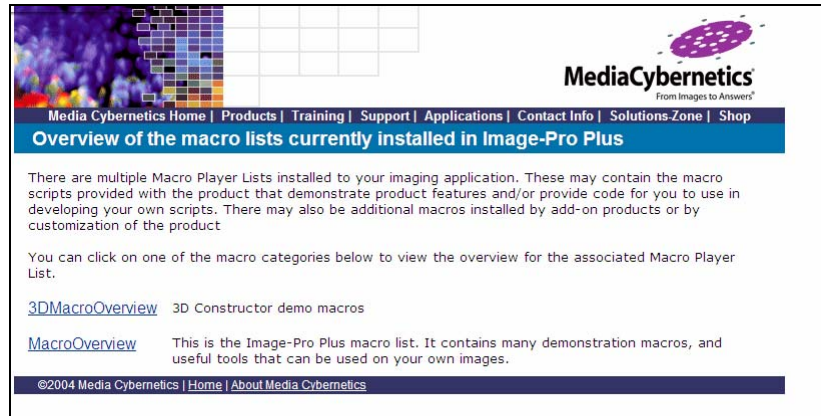 MediaCybernetics®
From Images to Answers®
Media Cybernetics Home | Products | Training | Support | Applications | Contact Info | Solutions-Zone | Shop
Overview of the macro lists currently installed in Image-Pro Plus
There are multiple Macro Player Lists installed to your imaging application. These may contain the macro
scripts provided with the product that demonstrate product features and/or provide code for you to use in
developing your own scripts. There may also be additional macros installed by add-on products or by
customization of the product
You can click on one of the macro categories below to view the overview for the associated Macro Player
List.
3DMacroOverview 3D Constructor demo macros
MacroOverview This is the Image-Pro Plus macro list. It contains many demonstration macros, and
useful tools that can be used on your own images.
©2004 Media Cybernetics | Home | About Media Cybernetics